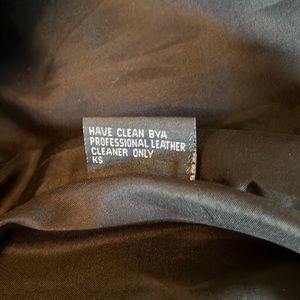 HAVE CLEAN BYA
PROFESSIONAL LEATHER
CLEANER ONLY
KS